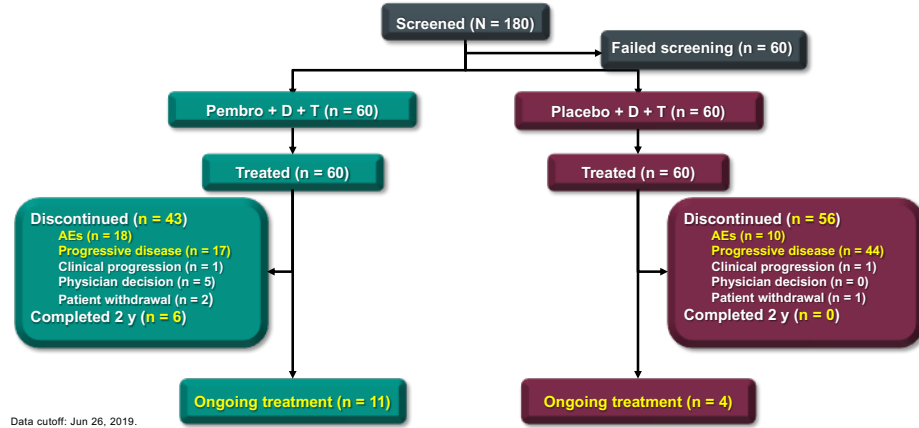 Screened (N = 180)
Failed screening (n = 60)
Pembro + D + T (n = 60)
Placebo + D + T (n = 60)
Treated (n = 60)
Treated (n = 60)
Discontinued (n = 43)
AEs (n = 18)
Progressive disease (n = 17)
Clinical progression (n = 1)
Physician decision (n = 5)
Patient withdrawal (n = 2)
Completed 2 y (n = 6)
Discontinued (n = 56)
AEs (n = 10)
Progressive disease (n = 44)
Clinical progression (n = 1)
Physician decision (n = 0)
Patient withdrawal (n = 1)
Completed 2 y (n = 0)
Ongoing treatment (n = 11)
Ongoing treatment (n = 4)
Data cutoff: Jun 26, 2019.